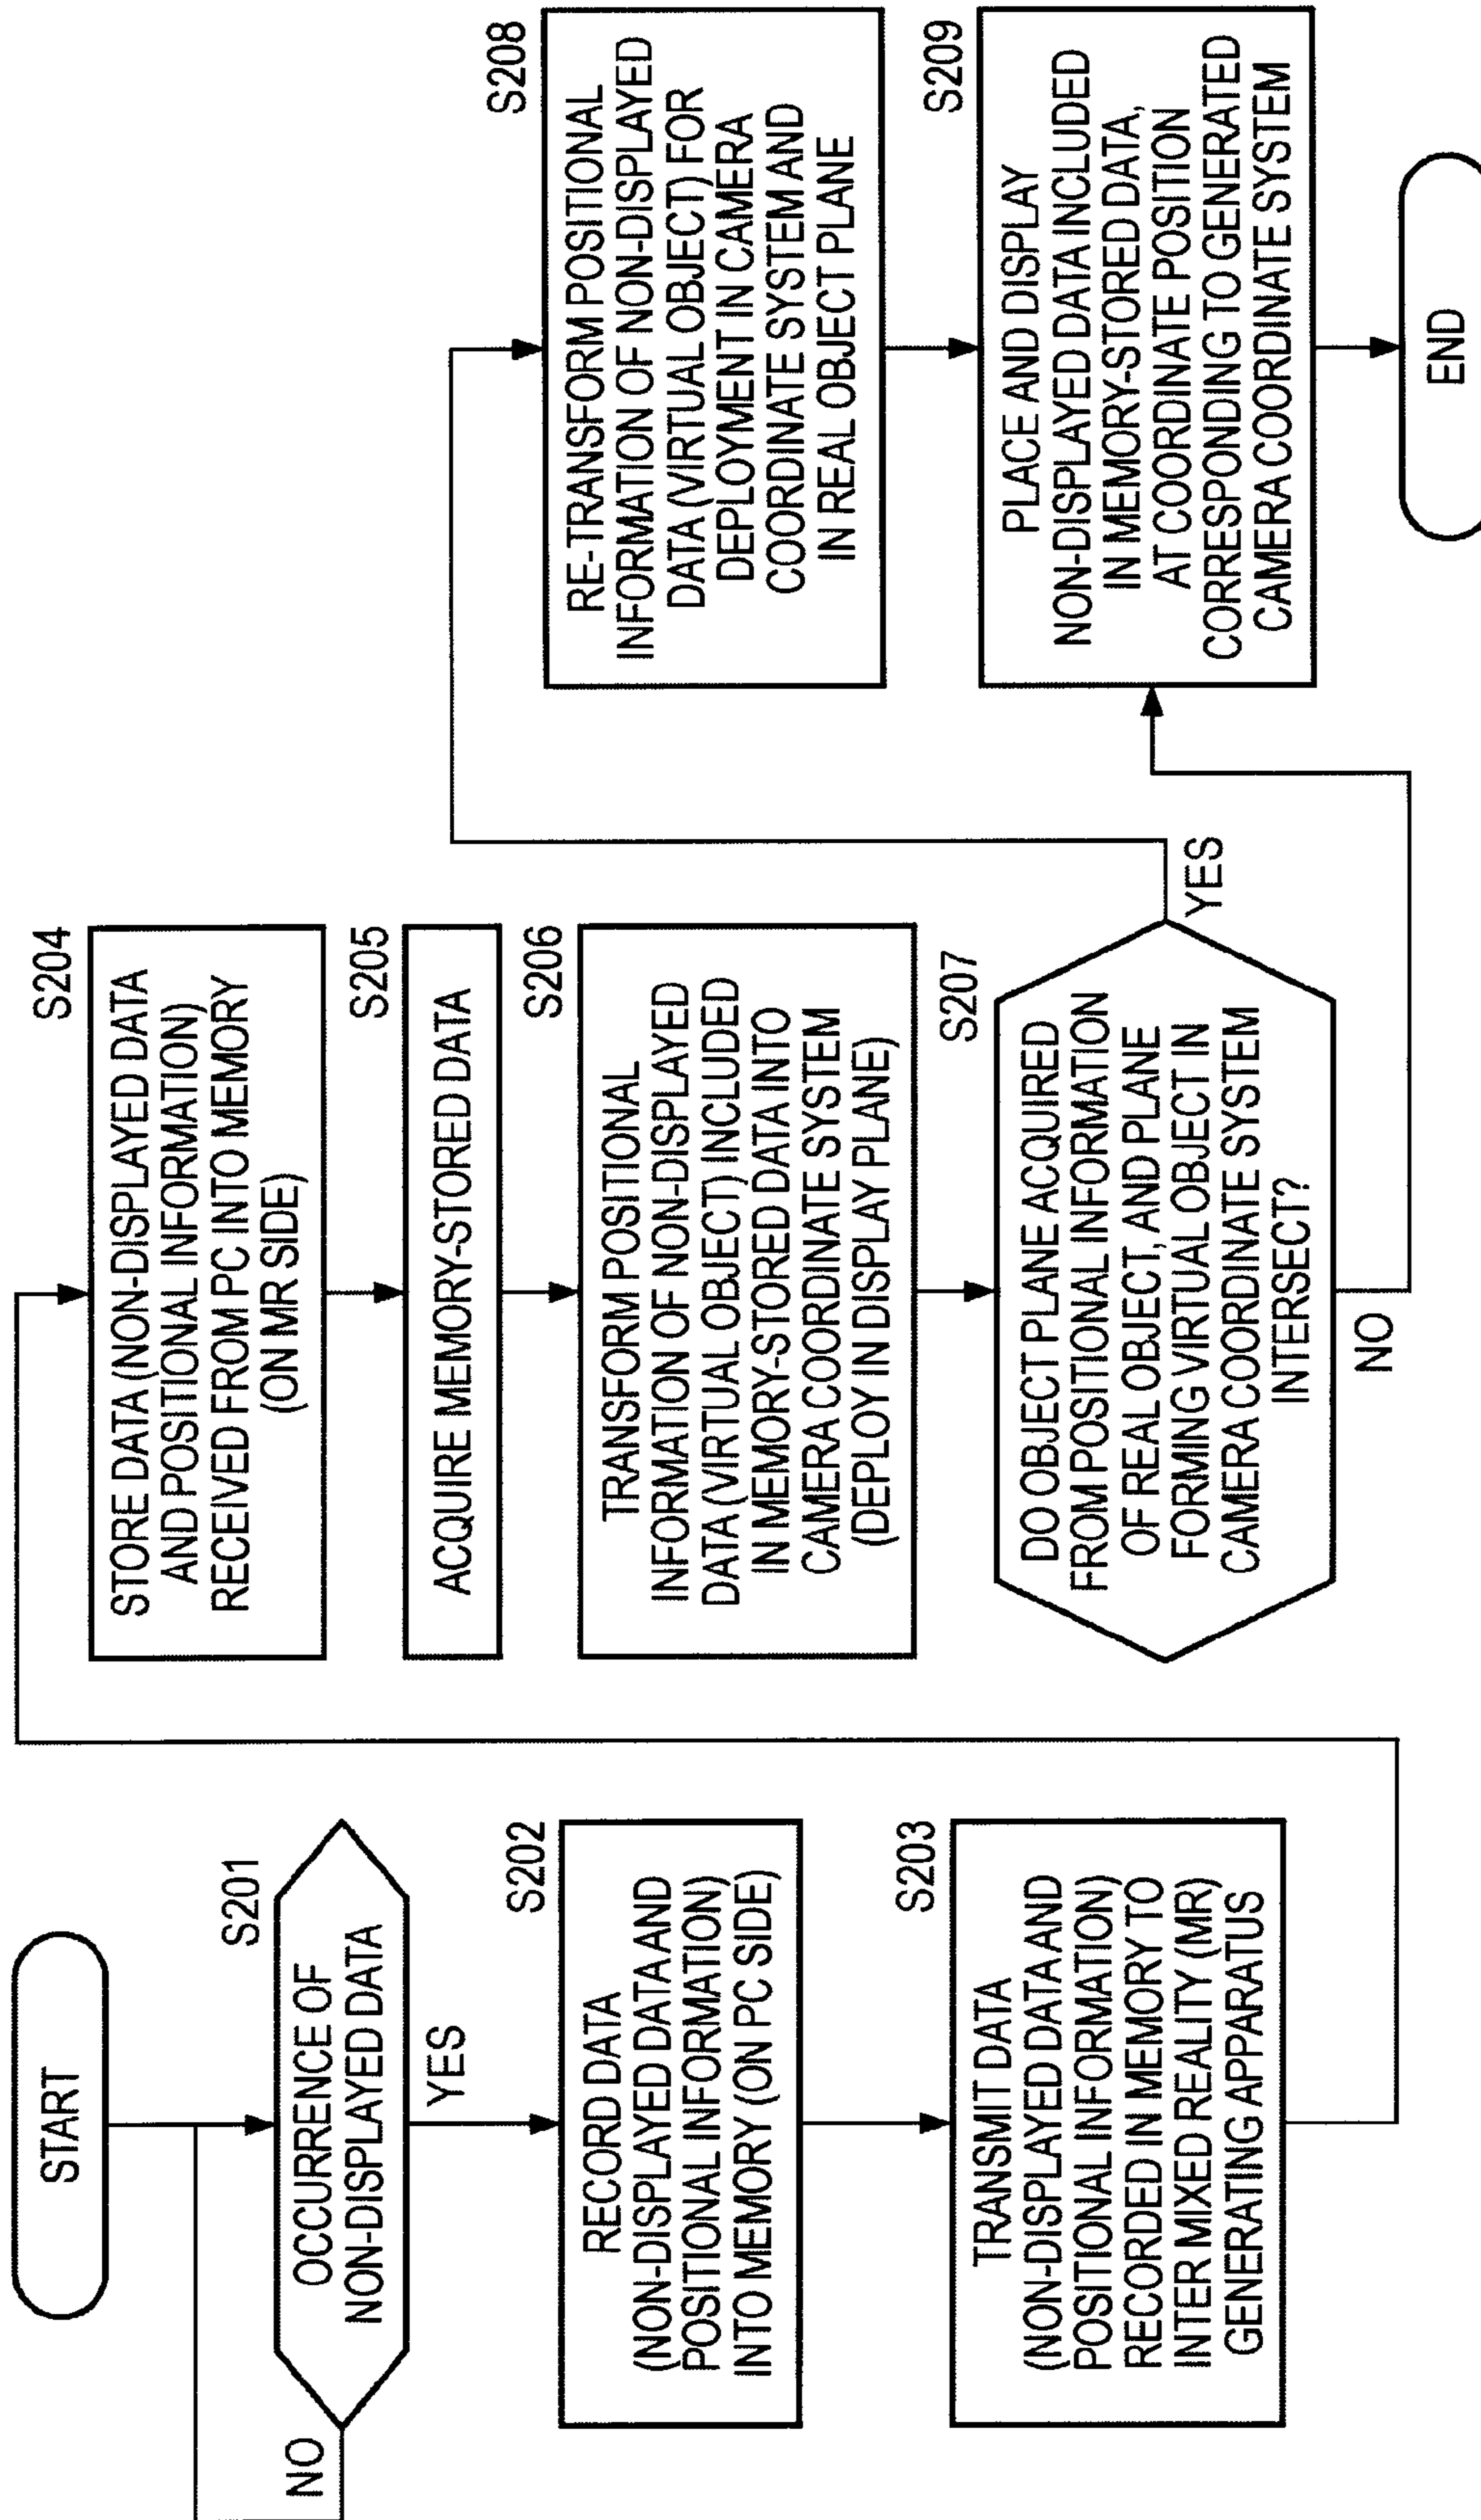 START
S201
OCCURRENCE OF
NON-DISPLAYED DATA
NO
YES
S202
RECORD DATA
(NON-DISPLAYED DATA AND
POSITIONAL INFORMATION)
INTO MEMORY (ON PC SIDE)
S203
TRANSMIT DATA
(NON-DISPLAYED DATA AND
POSITIONAL INFORMATION)
RECORDED IN MEMORY TO
INTER MIXED REALITY (MR)
GENERATING APPARATUS
S204
STORE DATA (NON-DISPLAYED DATA
AND POSITIONAL INFORMATION)
RECEIVED FROM PC INTO MEMORY
(ON MR SIDE)
S205
ACQUIRE MEMORY-STORED DATA
S206
TRANSFORM POSITIONAL
INFORMATION OF NON-DISPLAYED
DATA (VIRTUAL OBJECT) INCLUDED
IN MEMORY-STORED DATA INTO
CAMERA COORDINATE SYSTEM
(DEPLOY IN DISPLAY PLANE)
S207
DO OBJECT PLANE ACQUIRED
FROM POSITIONAL INFORMATION
OF REAL OBJECT, AND PLANE
FORMING VIRTUAL OBJECT IN
CAMERA COORDINATE SYSTEM
INTERSECT?
YES
NO
S208
RE-TRANSFORM POSITIONAL
INFORMATION OF NON-DISPLAYED
DATA (VIRTUAL OBJECT) FOR
DEPLOYMENT IN CAMERA
COORDINATE SYSTEM AND
IN REAL OBJECT PLANE
S209
PLACE AND DISPLAY
NON-DISPLAYED DATA INCLUDED
IN MEMORY-STORED DATA,
AT COORDINATE POSITION
CORRESPONDING TO GENERATED
CAMERA COORDINATE SYSTEM
END